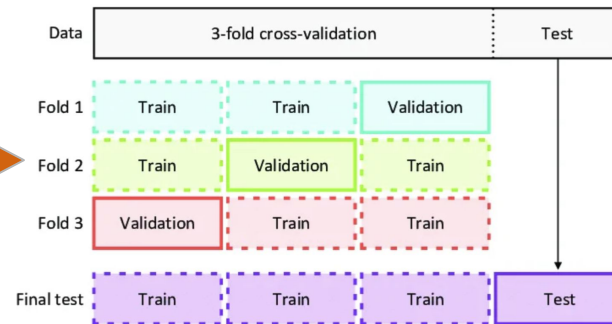 Data 3-fold cross-validation Test
Fold 1 Train Train Validation
Fold 2 Train Validation Train
Fold 3 Validation Train Train
Final test Train Train Train Test